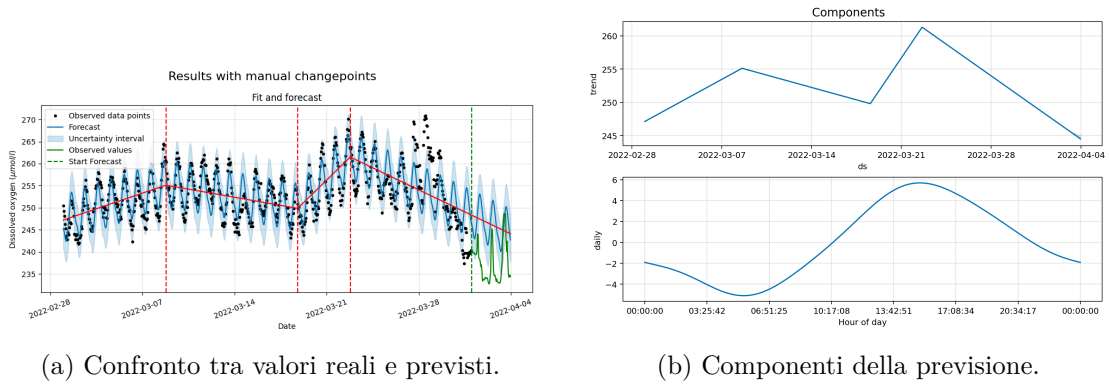 Results with manual changepoints
Fit and forecast
Observed data points
Forecast
Uncertainty interval
Observed values
Start Forecast
Dissolved oxygen (μmol/l)
270
265
260
255
250
245
240
235
2022-02-28
2022-03-07
2022-03-14
2022-03-21
2022-03-28
2022-04-04
Date
(a) Confronto tra valori reali e previsti.
Components
trend
260
255
250
245
2022-02-28
2022-03-07
2022-03-14
2022-03-21
2022-03-28
2022-04-04
ds
daily
6
4
2
0
−2
−4
00:00:00
03:25:42
06:51:25
10:17:08
13:42:51
17:08:34
20:34:17
00:00:00
Hour of day
(b) Componenti della previsione.